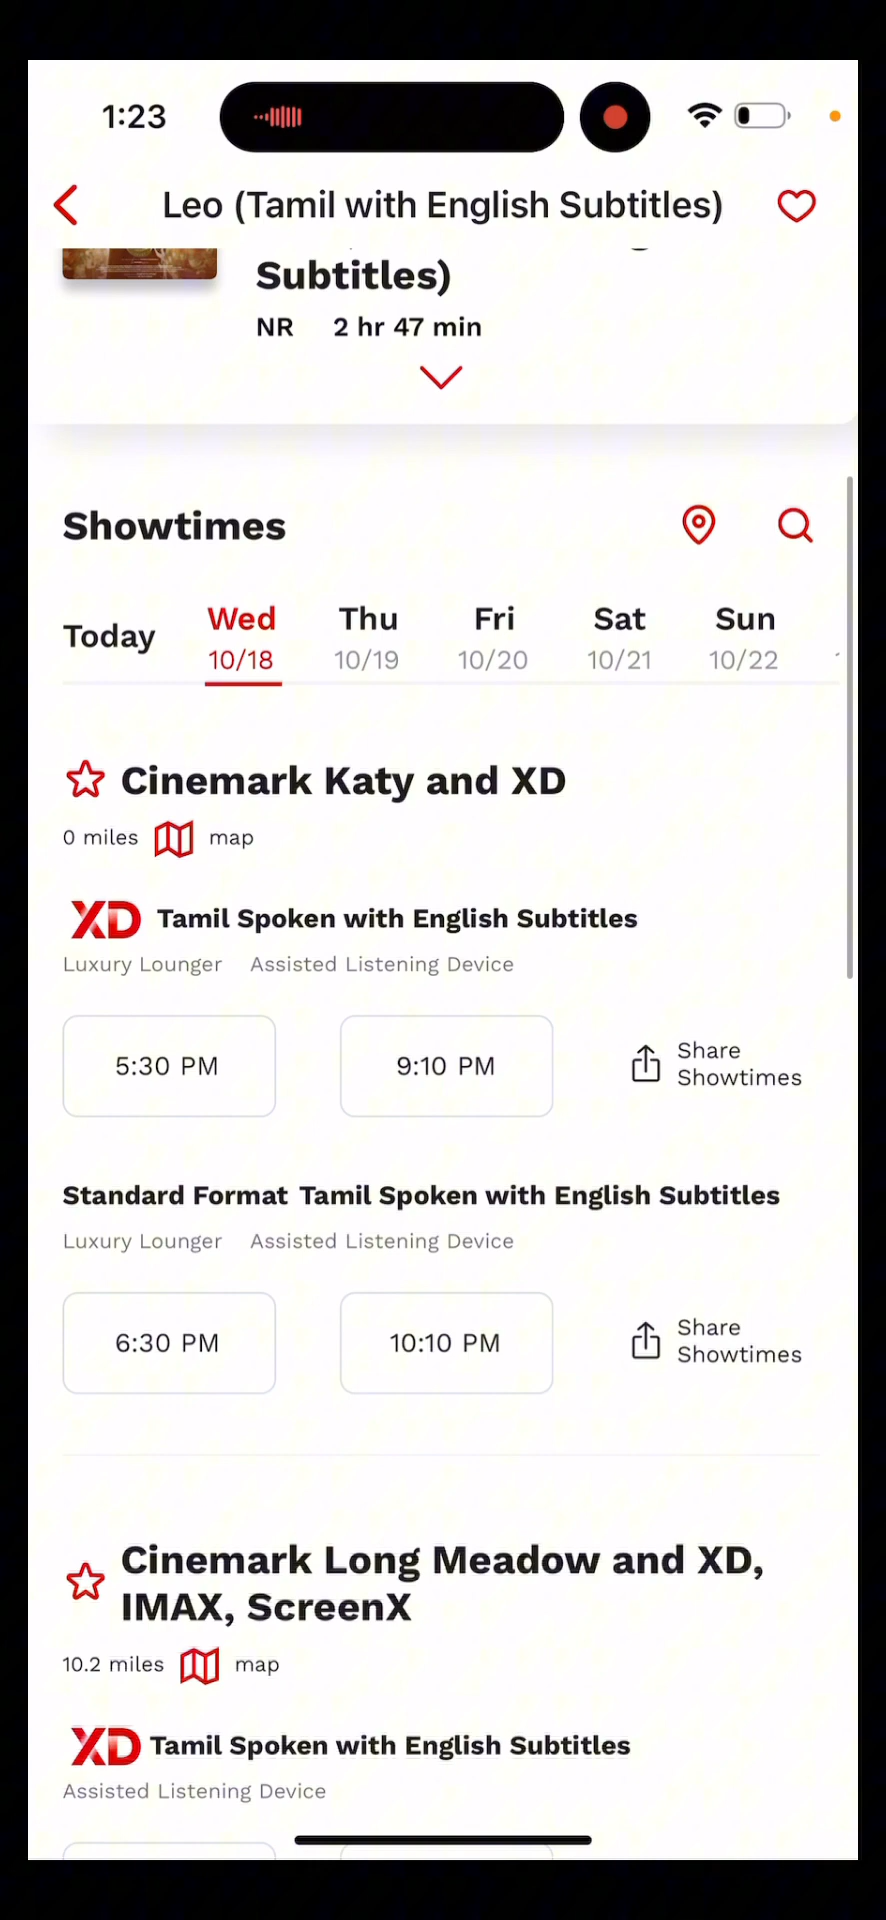 1:23
Leo (Tamil with English Subtitles)
Subtitles)
NR 2 hr 47 min
Showtimes
Today
Wed Thu Fri Sat Sun
10/18 10/19 10/20 10/21 10/22
Cinemark Katy and XD
0 miles map
XD Tamil Spoken with English Subtitles
Luxury Lounger Assisted Listening Device
5:30 PM 9:10 PM
Share
Showtimes
Standard Format Tamil Spoken with English Subtitles
Luxury Lounger Assisted Listening Device
6:30 PM 10:10 PM
Share
Showtimes
Cinemark Long Meadow and XD,
IMAX, ScreenX
10.2 miles map
XD Tamil Spoken with English Subtitles
Assisted Listening Device